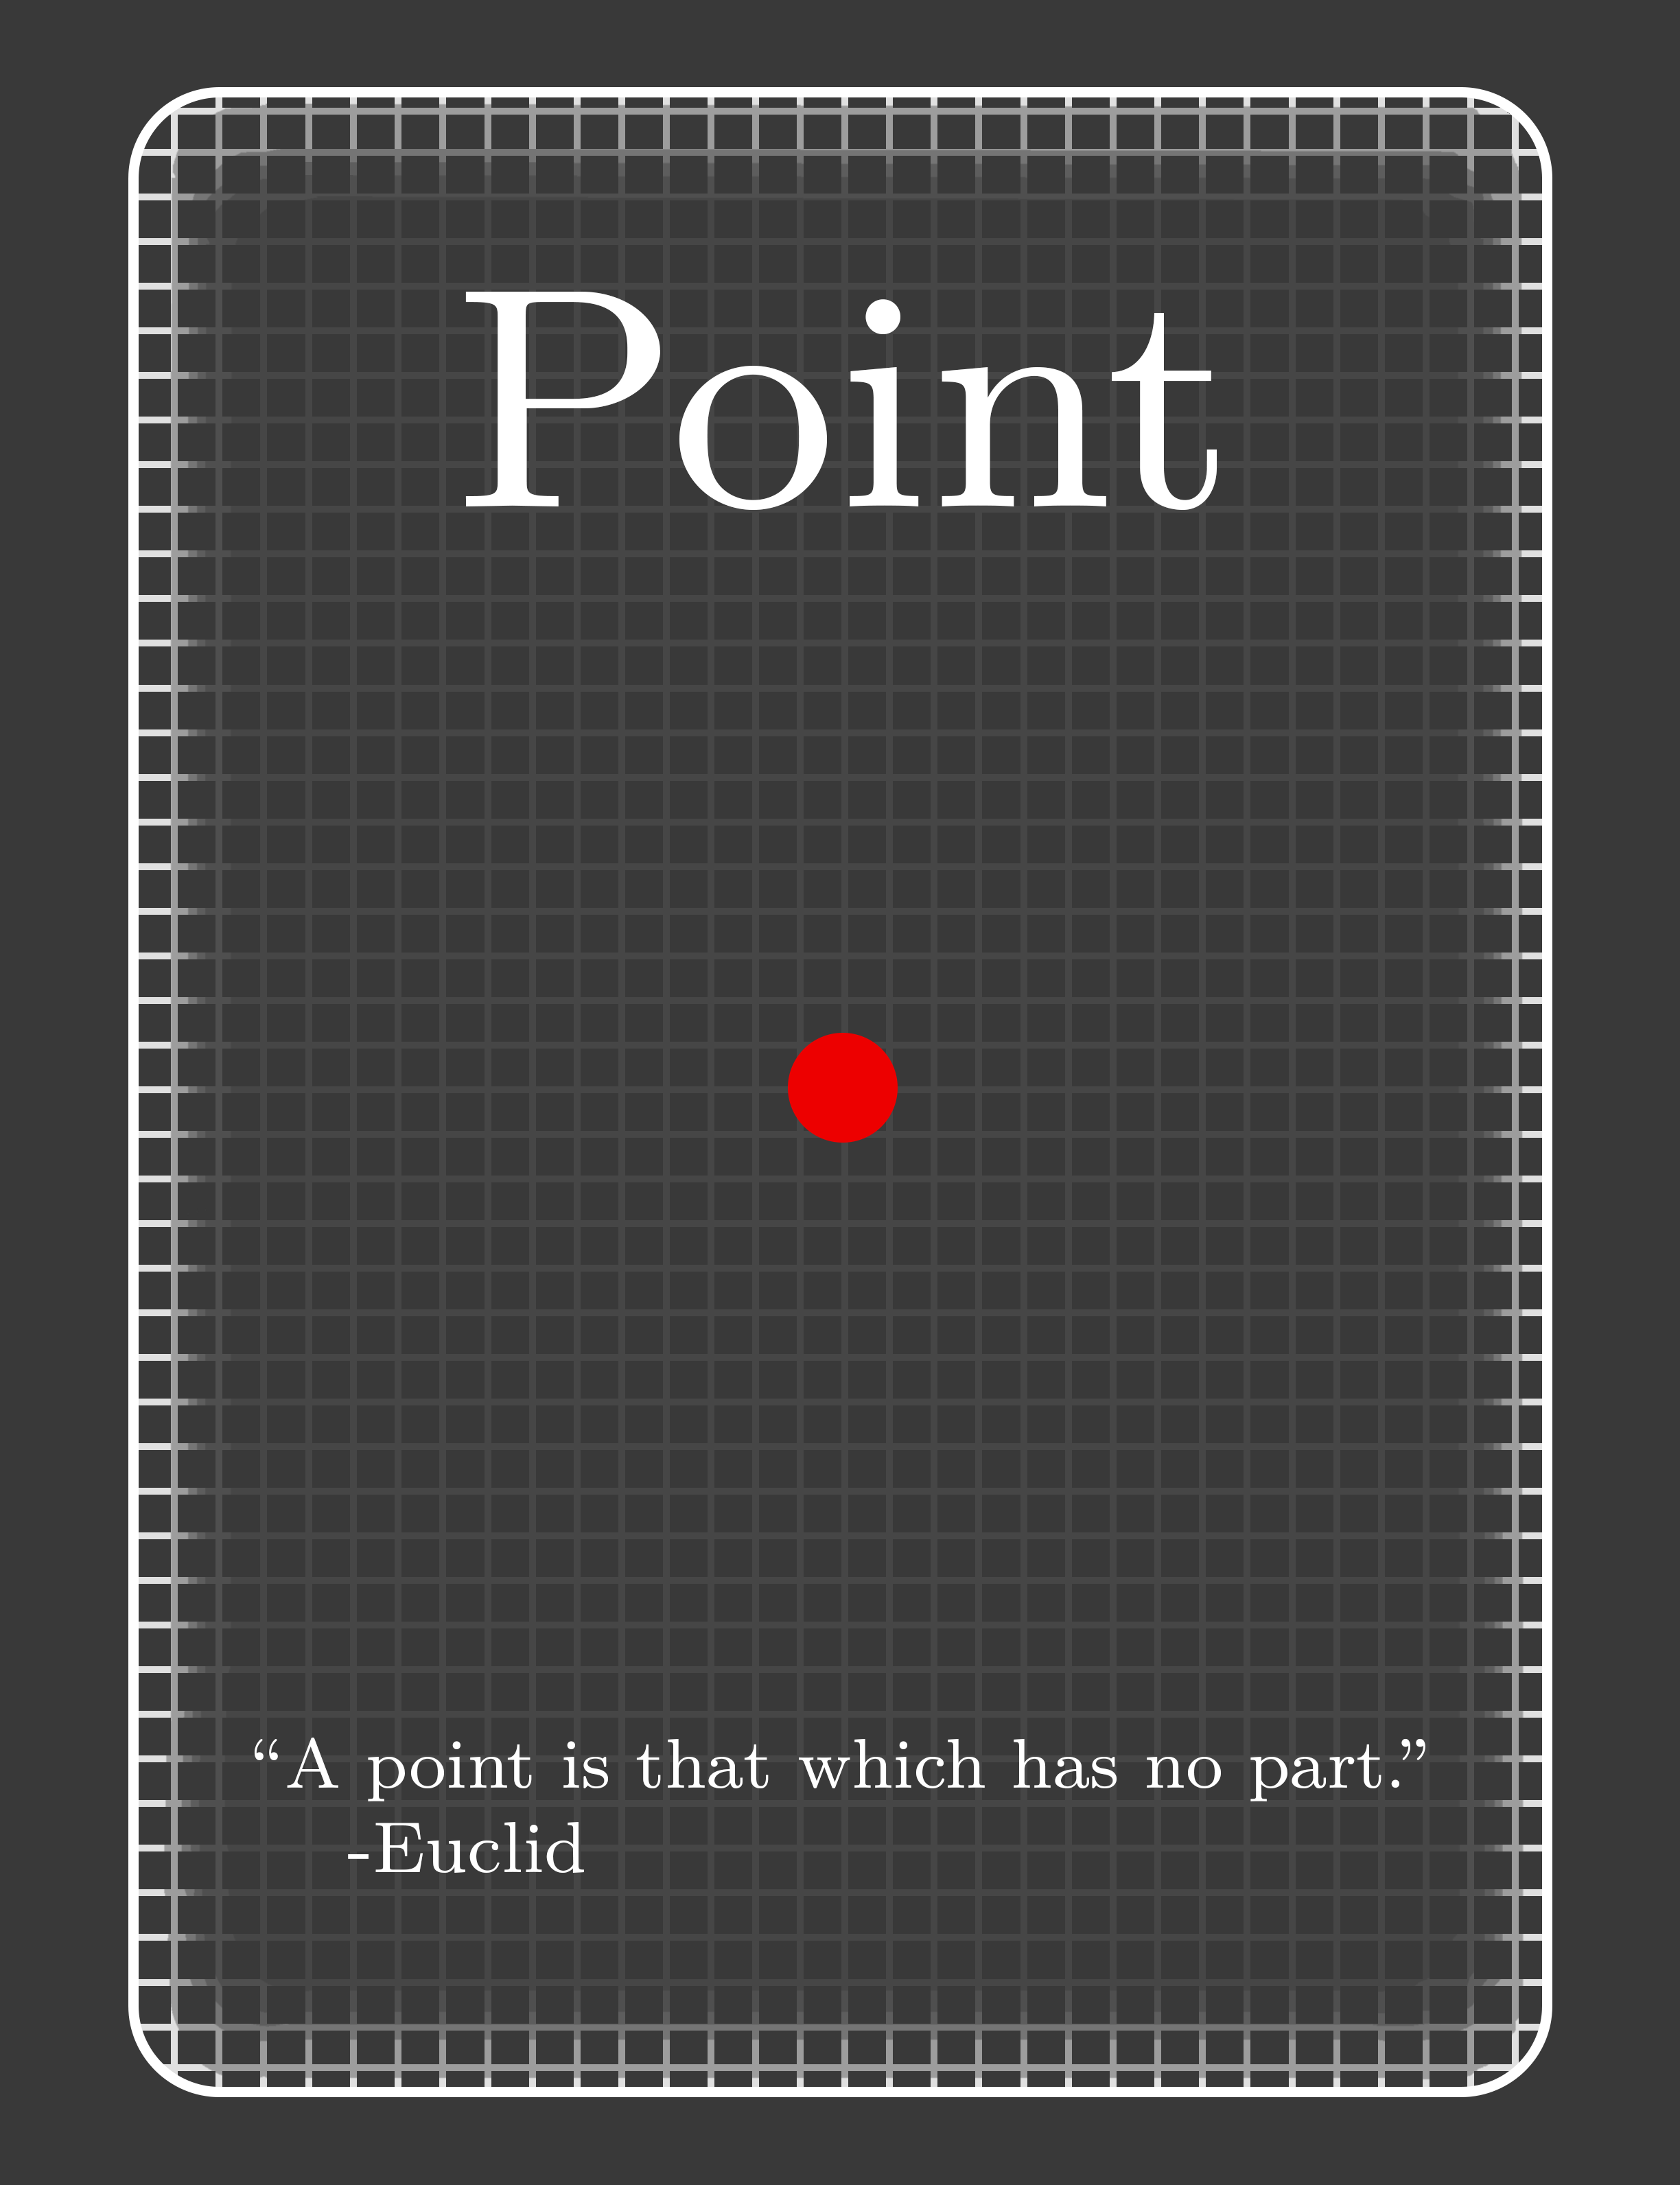 Point
“A point is that which has no part.”
-Euclid